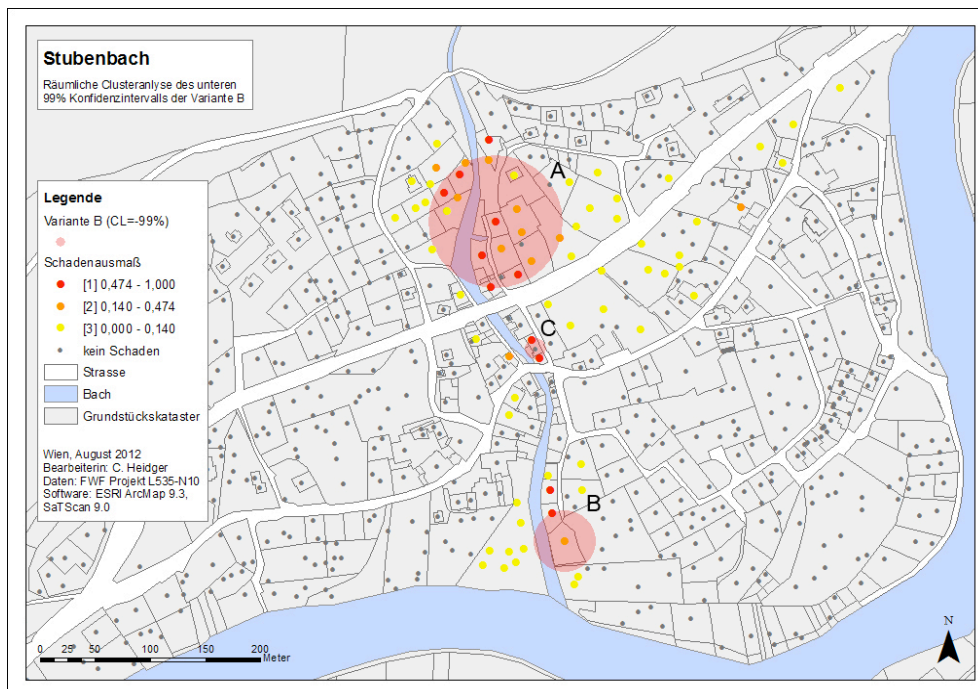 Stubenbach
Räumliche Clusteranalyse des unteren
99% Konfidenzintervalls der Variante B
Legende
Variante B (CL=-99%)
Schadenausmaß
[1] 0,474 - 1,000
[2] 0,140 - 0,474
[3] 0,000 - 0,140
kein Schaden
Strasse
Bach
Grundstückskataster
Wien, August 2012
Bearbeiterin: C. Heidger
Daten: FWF Projekt L535-N10
Software: ESRI ArcMap 9.3,
SaTScan 9.0
A
C
B
0 25 50 100 150 200
Meter
N